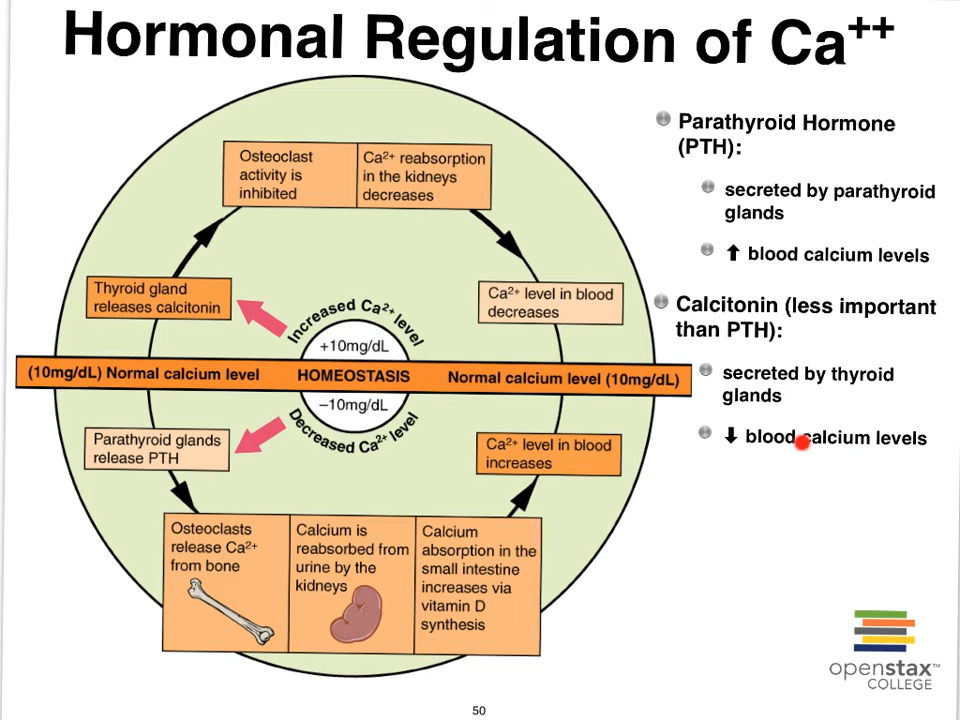 Hormonal Regulation of Ca++
Osteoclast
activity is
inhibited
Ca2+ reabsorption
in the kidneys
decreases
Thyroid gland
releases calcitonin
Ca2+ level in blood
decreases
Increased Ca2+ level
+10mg/dL
(10mg/dL) Normal calcium level
HOMEOSTASIS
Normal calcium level (10mg/dL)
–10mg/dL
Decreased Ca2+ level
Parathyroid glands
release PTH
Ca2+ level in blood
increases
Osteoclasts
release Ca2+
from bone
Calcium is
reabsorbed from
urine by the
kidneys
Calcium
absorption in the
small intestine
increases via
vitamin D
synthesis
Parathyroid Hormone
(PTH):
secreted by parathyroid
glands
⬆ blood calcium levels
Calcitonin (less important
than PTH):
secreted by thyroid
glands
⬇ blood calcium levels
openstax™
COLLEGE
50